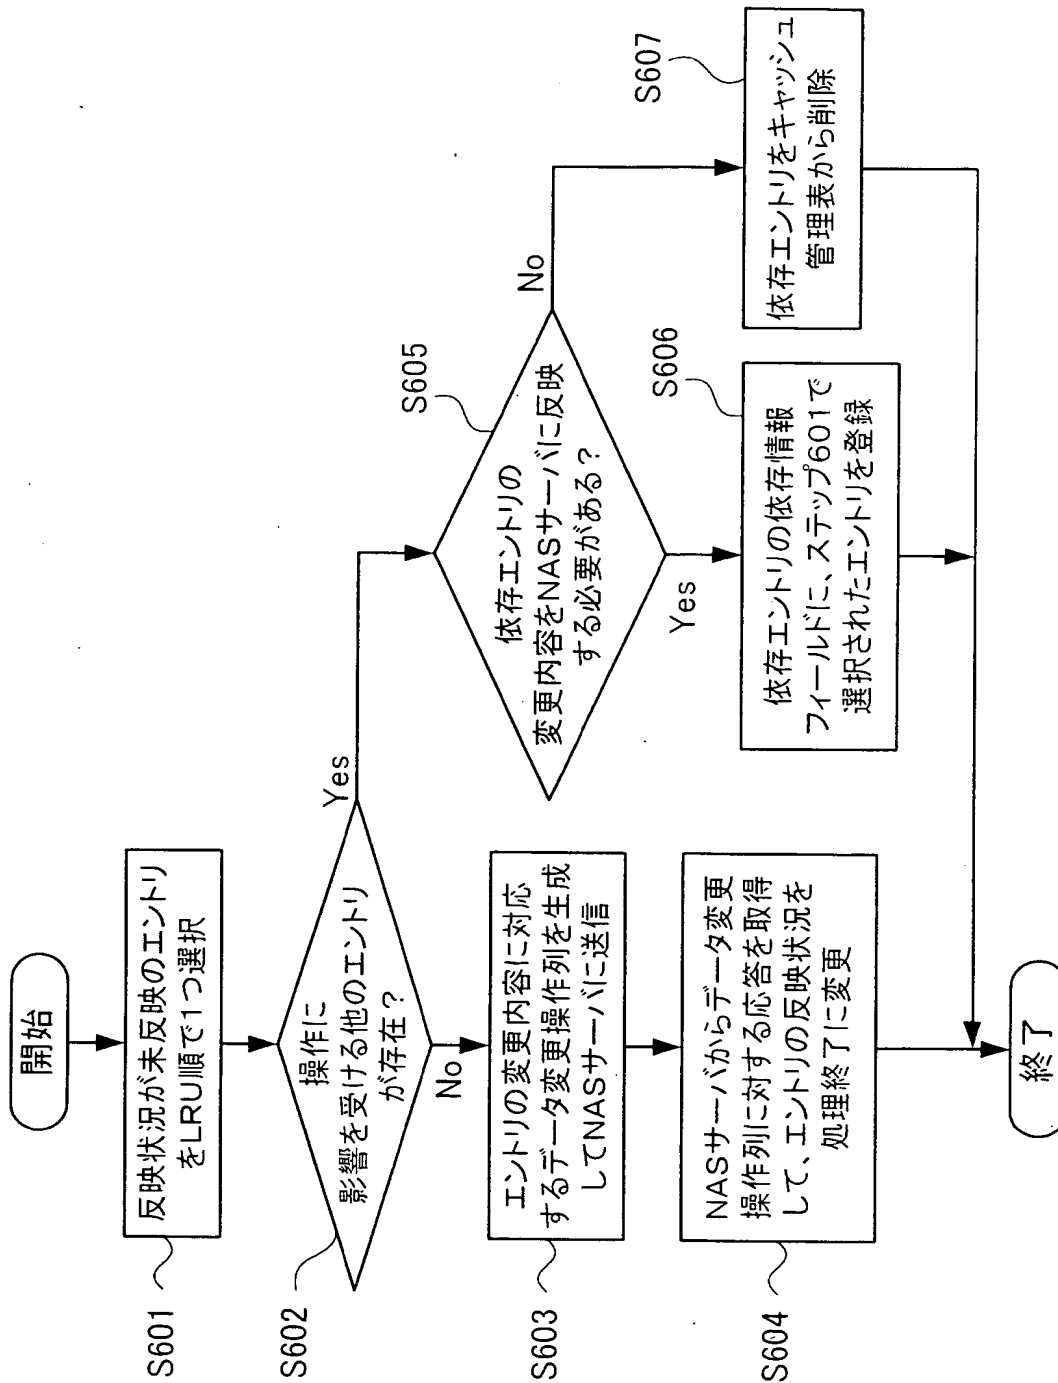 開始
S601
反映状況が未反映のエントリ
をLRU順で1つ選択
S602
操作に
影響を受ける他のエントリ
が存在?
Yes
No
S603
エントリの変更内容に対応
するデータ変更操作列を生成
してNASサーバに送信
S604
NASサーバからデータ変更
操作列に対する応答を取得
して、エントリの反映状況を
処理終了に変更
S605
依存エントリの
変更内容をNASサーバに反映
する必要がある?
No
Yes
S606
依存エントリの依存情報
フィールドに、ステップ601で
選択されたエントリを登録
S607
依存エントリをキャッシュ
管理表から削除
終了